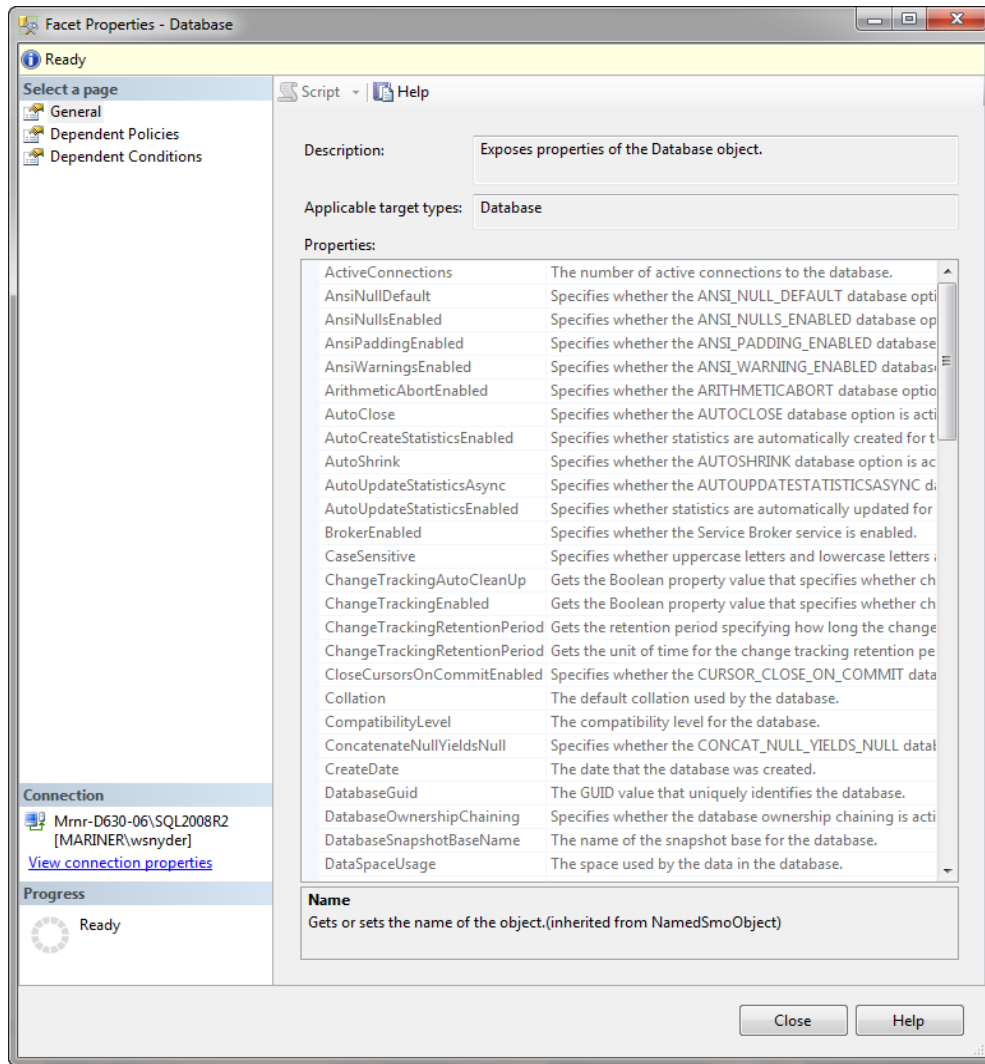 Facet Properties - Database
Ready
Select a page
General
Dependent Policies
Dependent Conditions
Script
Help
Description:
Exposes properties of the Database object.
Applicable target types:
Database
Properties:
ActiveConnections The number of active connections to the database.
AnsiNullDefault Specifies whether the ANSI_NULL_DEFAULT database opti
AnsiNullsEnabled Specifies whether the ANSI_NULLS_ENABLED database op
AnsiPaddingEnabled Specifies whether the ANSI_PADDING_ENABLED database
AnsiWarningsEnabled Specifies whether the ANSI_WARNING_ENABLED databas
ArithmeticAbortEnabled Specifies whether the ARITHMETICABORT database optio
AutoClose Specifies whether the AUTOCLOSE database option is acti
AutoCreateStatisticsEnabled Specifies whether statistics are automatically created for t
AutoShrink Specifies whether the AUTOSHRINK database option is ac
AutoUpdateStatisticsAsync Specifies whether the AUTOUPDATESTATISTICSASYNC da
AutoUpdateStatisticsEnabled Specifies whether statistics are automatically updated for
BrokerEnabled Specifies whether the Service Broker service is enabled.
CaseSensitive Specifies whether uppercase letters and lowercase letters a
ChangeTrackingAutoCleanUp Gets the Boolean property value that specifies whether ch
ChangeTrackingEnabled Gets the Boolean property value that specifies whether ch
ChangeTrackingRetentionPeriod Gets the retention period specifying how long the change
ChangeTrackingRetentionPeriod Gets the unit of time for the change tracking retention pe
CloseCursorsOnCommitEnabled Specifies whether the CURSOR_CLOSE_ON_COMMIT data
Collation The default collation used by the database.
CompatibilityLevel The compatibility level for the database.
ConcatenateNullYieldsNull Specifies whether the CONCAT_NULL_YIELDS_NULL datab
CreateDate The date that the database was created.
DatabaseGuid The GUID value that uniquely identifies the database.
DatabaseOwnershipChaining Specifies whether the database ownership chaining is acti
DatabaseSnapshotBaseName The name of the snapshot base for the database.
DataSpaceUsage The space used by the data in the database.
Name
Gets or sets the name of the object.(inherited from NamedSmoObject)
Connection
Mrnr-D630-06\SQL2008R2
[MARINER\wsnyder]
View connection properties
Progress
Ready
Close
Help